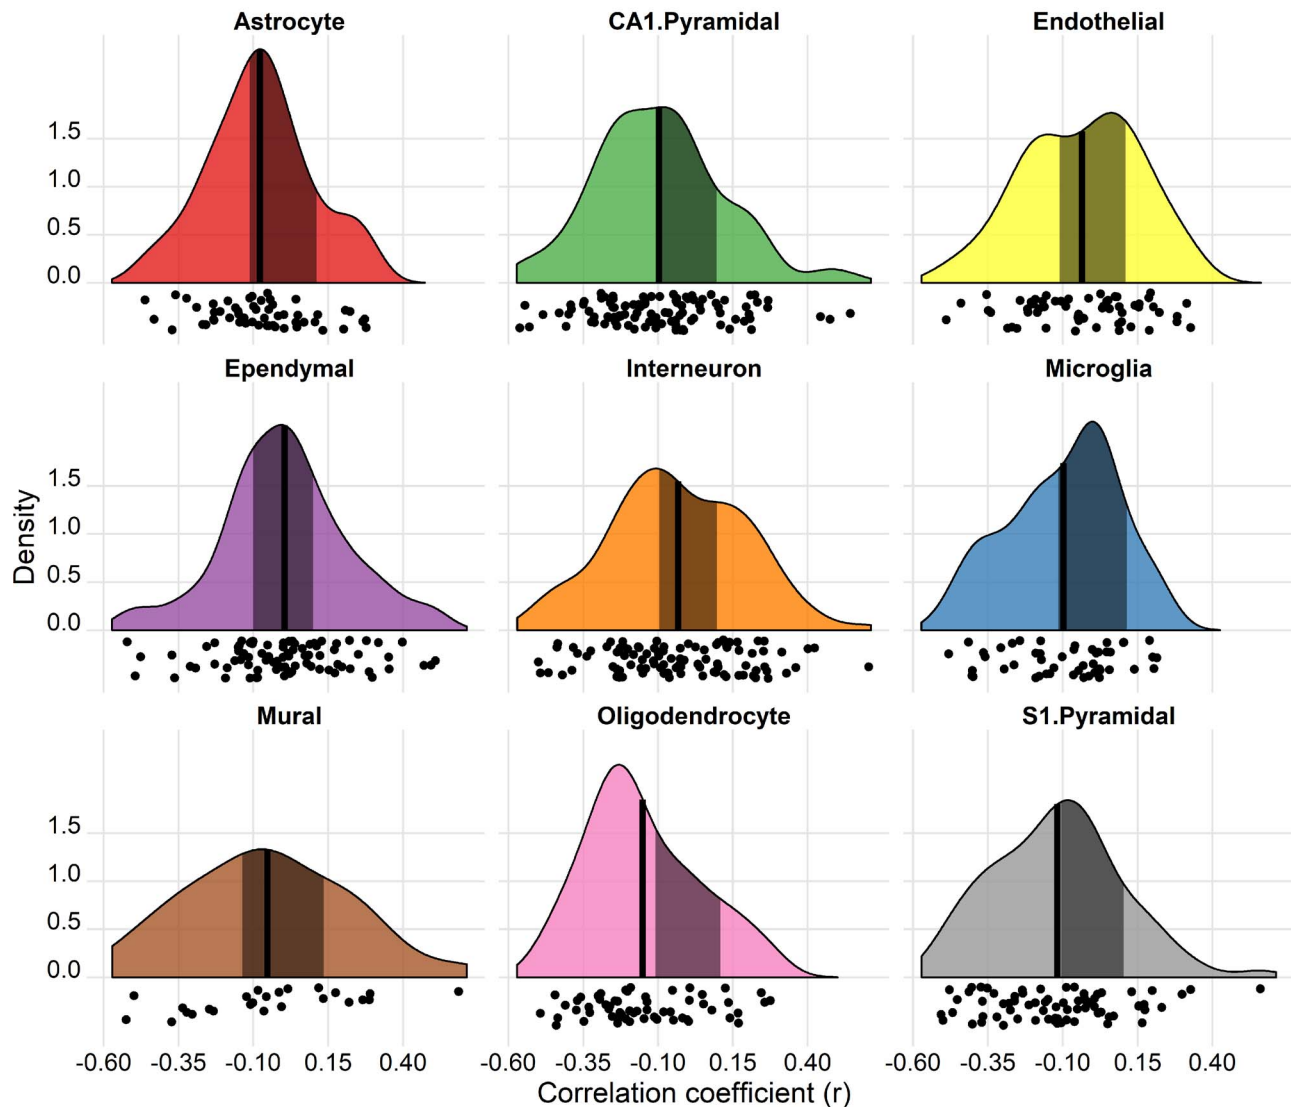 Astrocyte CA1.Pyramidal Endothelial
1.5
1.0
0.5
0.0
Ependymal Interneuron Microglia
1.5
1.0
0.5
0.0
Density
Mural Oligodendrocyte S1.Pyramidal
1.5
1.0
0.5
0.0
-0.60 -0.35 -0.10 0.15 0.40 -0.60 -0.35 -0.10 0.15 0.40 -0.60 -0.35 -0.10 0.15 0.40
Correlation coefficient (r)